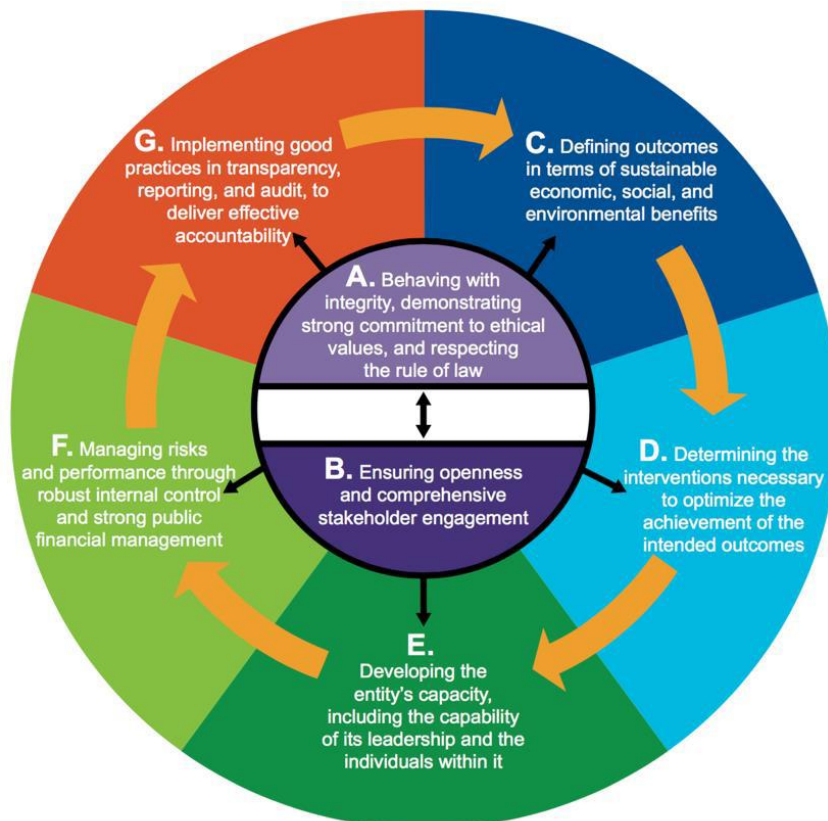 G. Implementing good
practices in transparency,
reporting, and audit, to
deliver effective
accountability
C. Defining outcomes
in terms of sustainable
economic, social, and
environmental benefits
A. Behaving with
integrity, demonstrating
strong commitment to ethical
values, and respecting
the rule of law
F. Managing risks
and performance through
robust internal control
and strong public
financial management
B. Ensuring openness
and comprehensive
stakeholder engagement
D. Determining the
interventions necessary
to optimize the
achievement of the
intended outcomes
E.
Developing the
entity's capacity,
including the capability
of its leadership and the
individuals within it